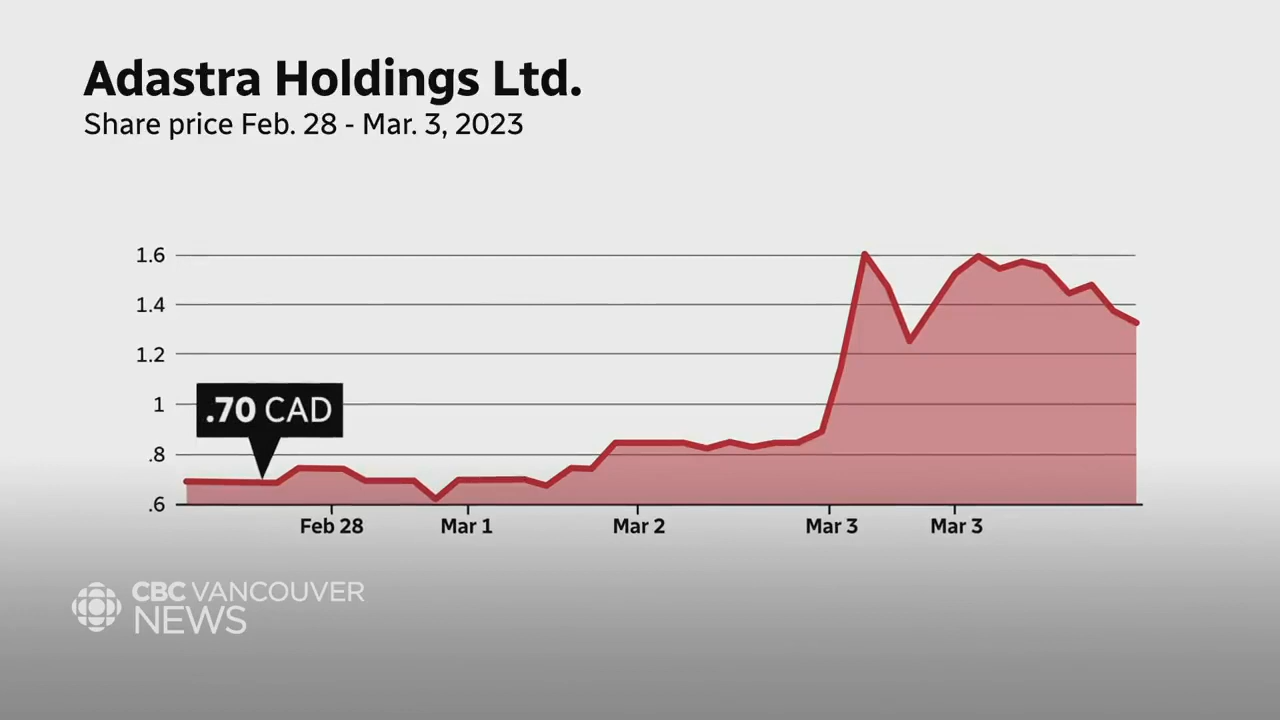 Adastra Holdings Ltd.
Share price Feb. 28 - Mar. 3, 2023
1.6
1.4
1.2
1
.8
.6
.70 CAD
Feb 28
Mar 1
Mar 2
Mar 3
Mar 3
CBC VANCOUVER
NEWS